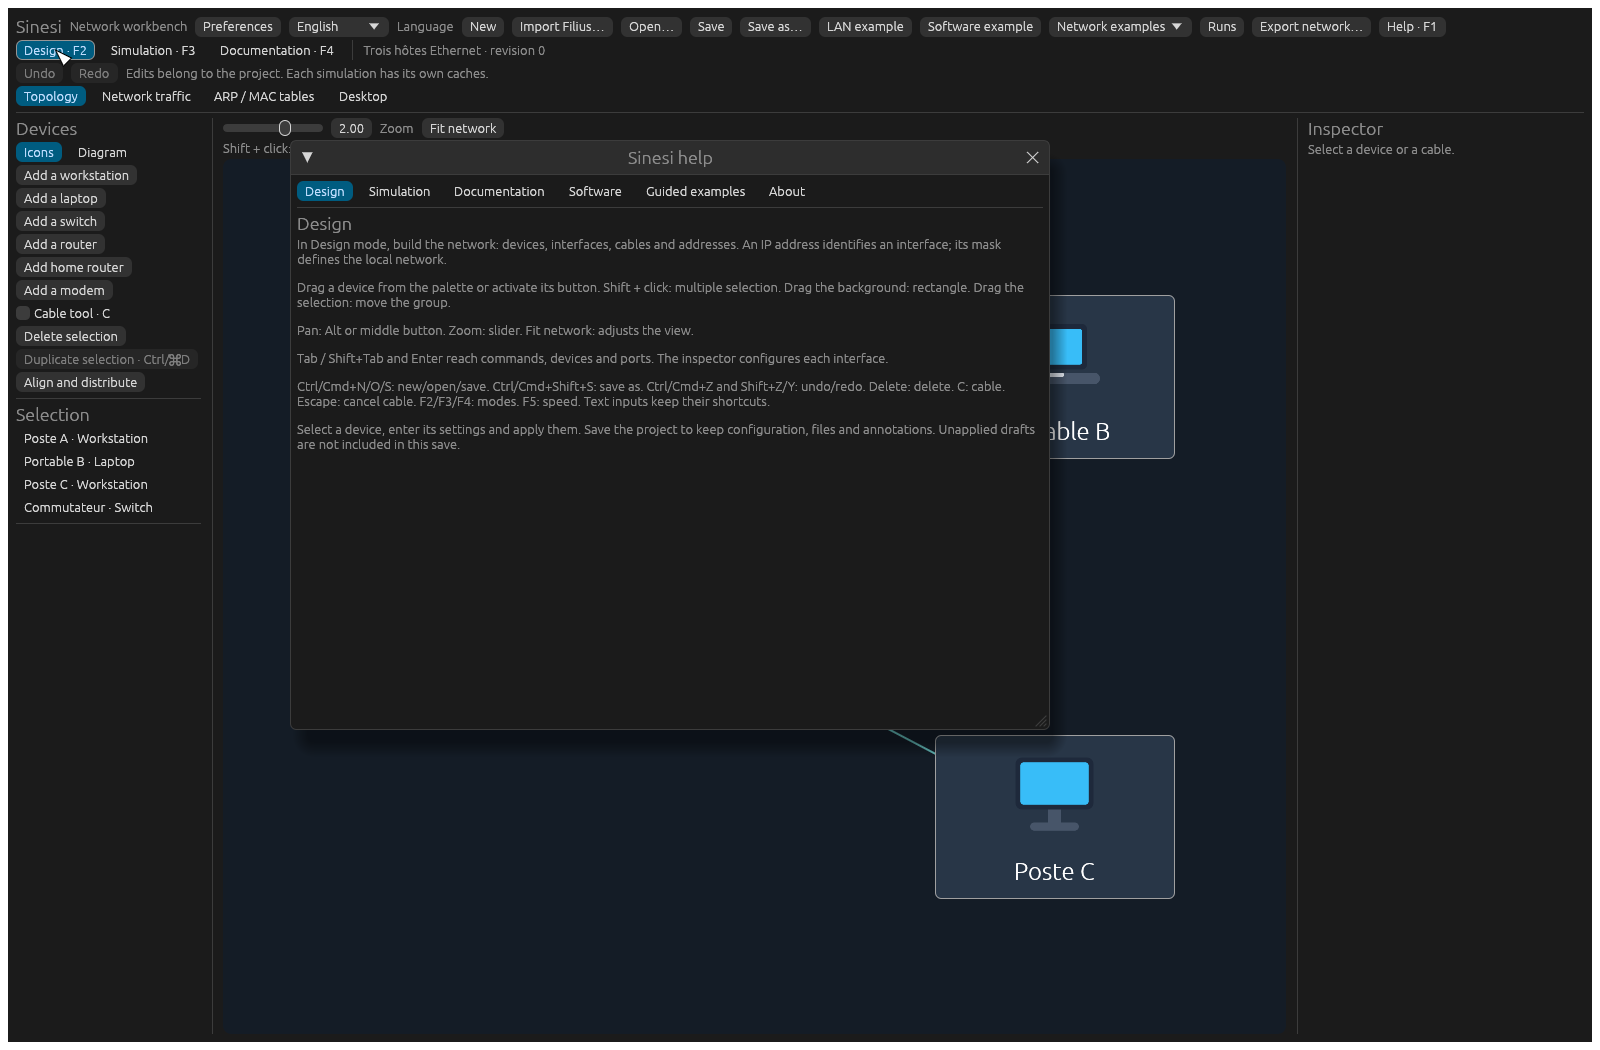 Sinesi Network workbench Preferences English Language New Import Filius... Open... Save Save as... LAN example Software example Network examples Runs Export network... Help · F1
Design · F2 Simulation · F3 Documentation · F4 Trois hôtes Ethernet · revision 0
Undo Redo Edits belong to the project. Each simulation has its own caches.
Topology Network traffic ARP / MAC tables Desktop
Devices
Icons Diagram
Add a workstation
Add a laptop
Add a switch
Add a router
Add home router
Add a modem
Cable tool · C
Delete selection
Duplicate selection · Ctrl/⌘D
Align and distribute
Selection
Poste A · Workstation
Portable B · Laptop
Poste C · Workstation
Commutateur · Switch
2.00 Zoom Fit network
Shift + click:
Sinesi help
Design Simulation Documentation Software Guided examples About
Design
In Design mode, build the network: devices, interfaces, cables and addresses. An IP address identifies an interface; its mask
defines the local network.
Drag a device from the palette or activate its button. Shift + click: multiple selection. Drag the background: rectangle. Drag the
selection: move the group.
Pan: Alt or middle button. Zoom: slider. Fit network: adjusts the view.
Tab / Shift+Tab and Enter reach commands, devices and ports. The inspector configures each interface.
Ctrl/Cmd+N/O/S: new/open/save. Ctrl/Cmd+Shift+S: save as. Ctrl/Cmd+Z and Shift+Z/Y: undo/redo. Delete: delete. C: cable.
Escape: cancel cable. F2/F3/F4: modes. F5: speed. Text inputs keep their shortcuts.
Select a device, enter its settings and apply them. Save the project to keep configuration, files and annotations. Unapplied drafts
are not included in this save.
able B
Poste C
Inspector
Select a device or a cable.